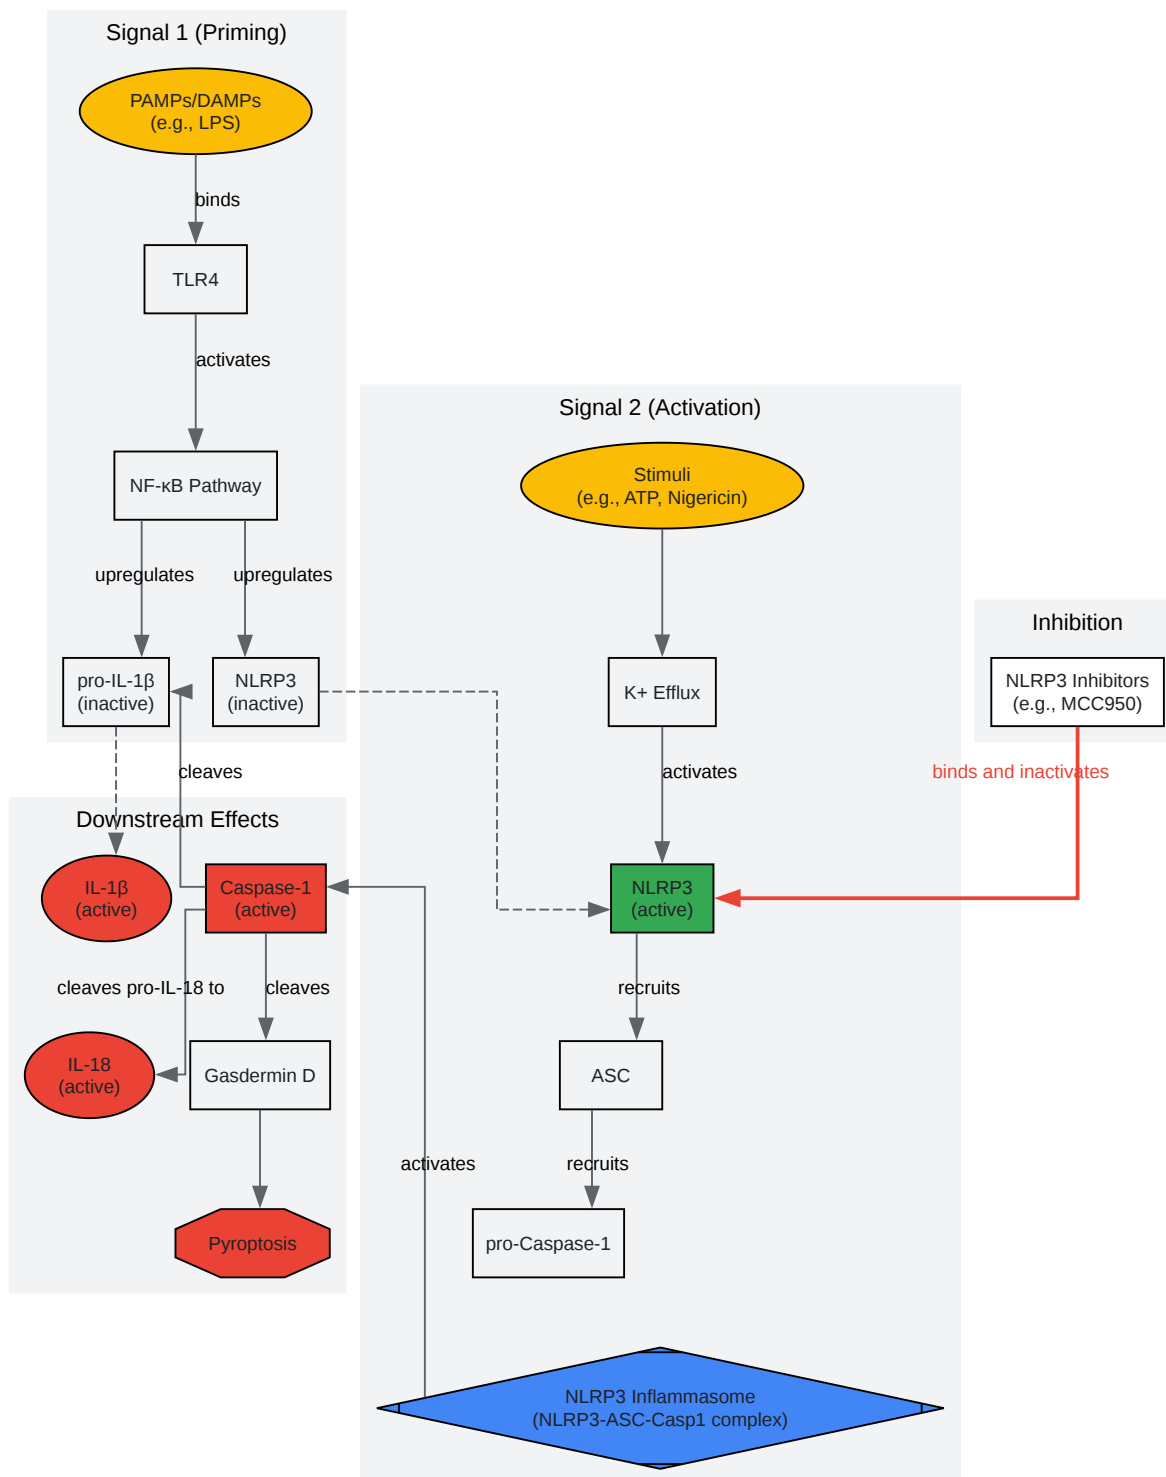 Signal 1 (Priming)
PAMPs/DAMPs
(e.g., LPS)
binds
TLR4
activates
NF-κB Pathway
upregulates
upregulates
pro-IL-1β
(inactive)
NLRP3
(inactive)
cleaves
Signal 2 (Activation)
Stimuli
(e.g., ATP, Nigericin)
K+ Efflux
activates
NLRP3
(active)
recruits
ASC
recruits
pro-Caspase-1
NLRP3 Inflammasome
(NLRP3-ASC-Casp1 complex)
activates
Inhibition
NLRP3 Inhibitors
(e.g., MCC950)
binds and inactivates
Downstream Effects
IL-1β
(active)
Caspase-1
(active)
cleaves pro-IL-18 to
cleaves
IL-18
(active)
Gasdermin D
Pyroptosis